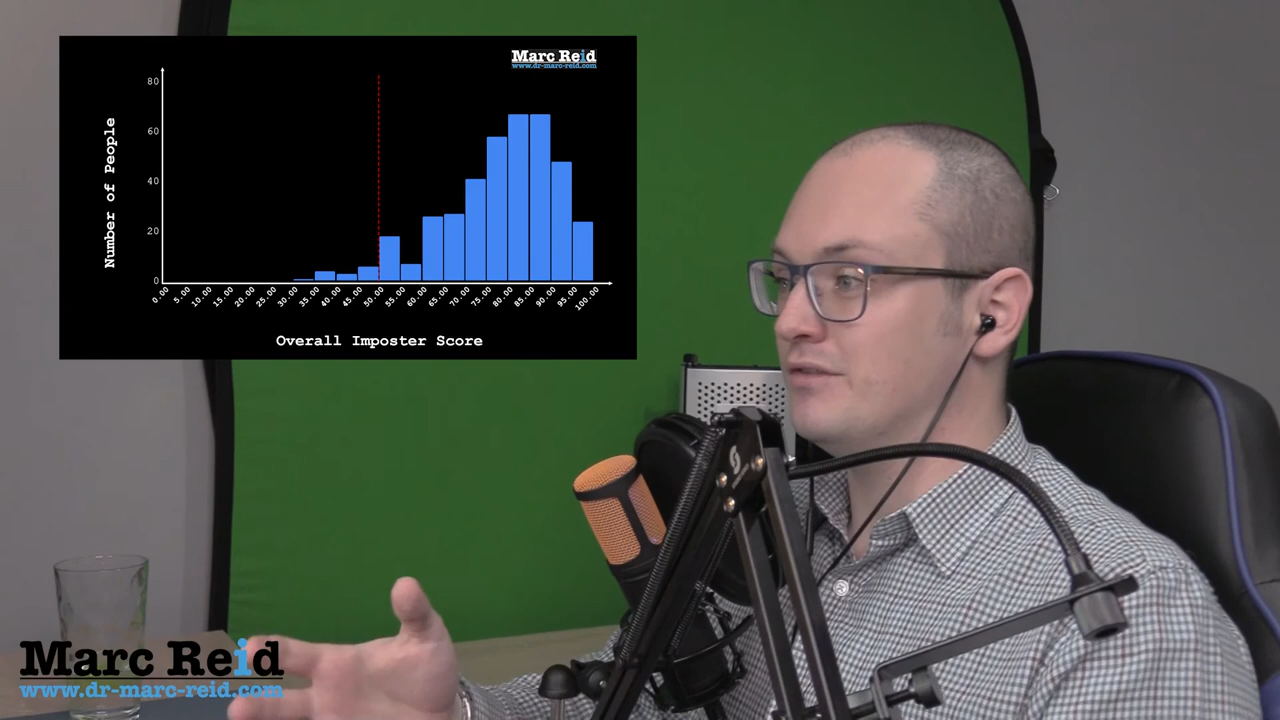 Marc Reid
www.dr-marc-reid.com
Number of People
80
60
40
20
0
0.00 5.00 10.00 15.00 20.00 25.00 30.00 35.00 40.00 45.00 50.00 55.00 60.00 65.00 70.00 75.00 80.00 85.00 90.00 95.00 100.00
Overall Imposter Score
Marc Reid
www.dr-marc-reid.com